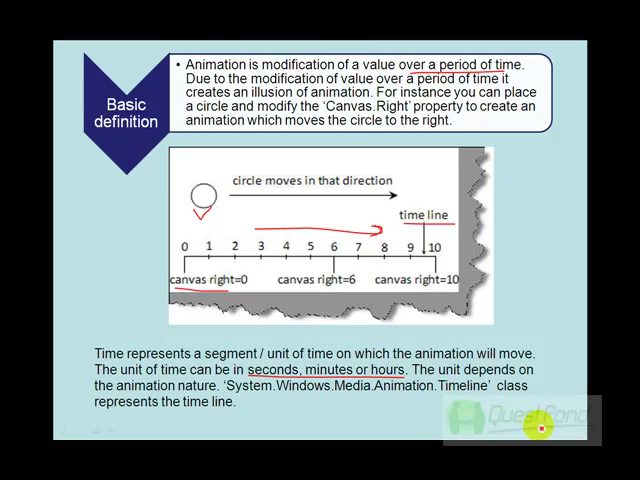 Basic
definition
• Animation is modification of a value over a period of time.
Due to the modification of value over a period of time it
creates an illusion of animation. For instance you can place
a circle and modify the ‘Canvas.Right’ property to create an
animation which moves the circle to the right.
circle moves in that direction
time line
0 1 2 3 4 5 6 7 8 9 10
canvas right=0 canvas right=6 canvas right=10
Time represents a segment / unit of time on which the animation will move.
The unit of time can be in seconds, minutes or hours. The unit depends on
the animation nature. ‘System.Windows.Media.Animation.Timeline’ class
represents the time line.
QuestPond